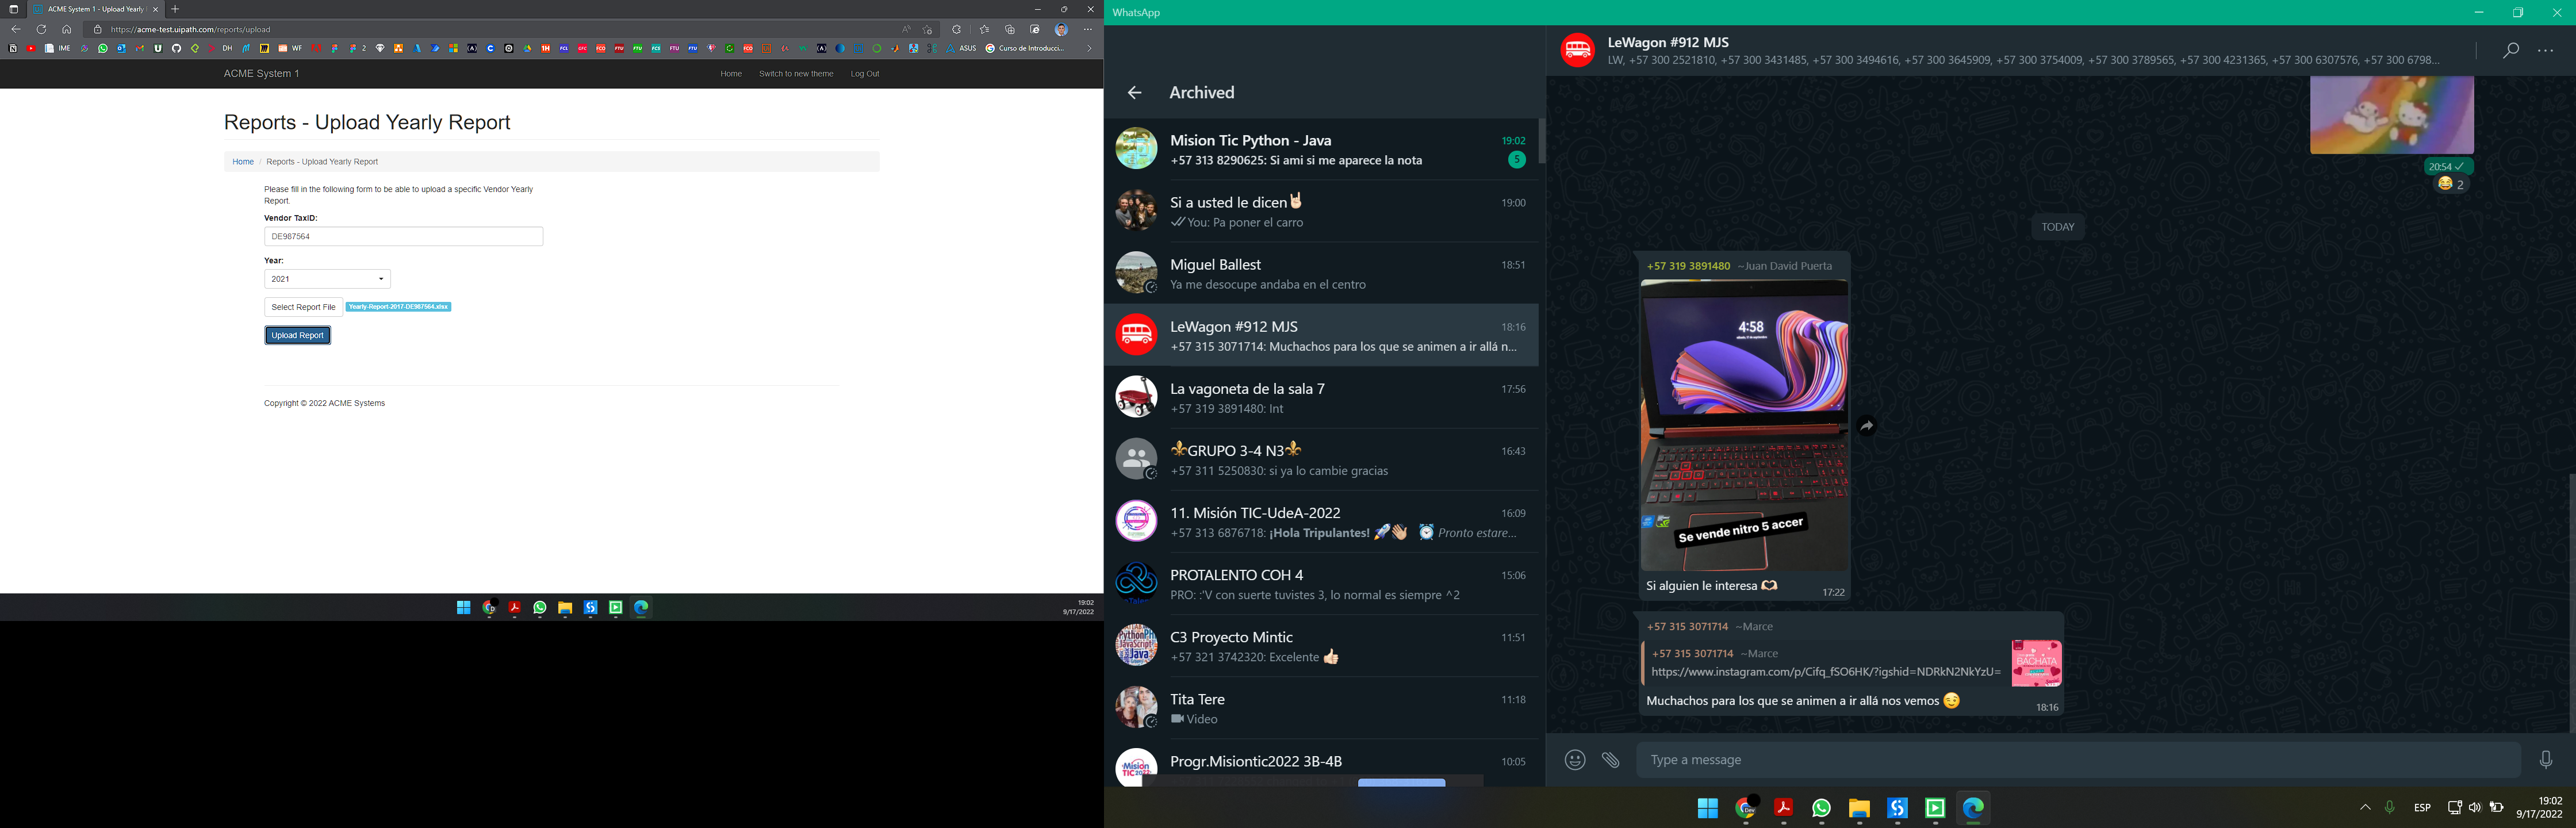 ACME System 1 - Upload Yearly
https://acme-test.uipath.com/reports/upload
IME
DH
WF
2
ASUS
Curso de Introducci...
ACME System 1
Home
Switch to new theme
Log Out
Reports - Upload Yearly Report
Home / Reports - Upload Yearly Report
Please fill in the following form to be able to upload a specific Vendor Yearly
Report.
Vendor TaxID:
DE987564
Year:
2021
Select Report File
Yearly-Report-2017-DE987564.xlsx
Upload Report
Copyright © 2022 ACME Systems
19:02
9/17/2022
WhatsApp
Archived
Mision Tic Python - Java 19:02
+57 313 8290625: Si ami si me aparece la nota 5
Si a usted le dicen🤘🏻 19:00
You: Pa poner el carro
Miguel Ballest 18:51
Ya me desocupe andaba en el centro
LeWagon #912 MJS 18:16
+57 315 3071714: Muchachos para los que se animen a ir allá n...
La vagoneta de la sala 7 17:56
+57 319 3891480: Int
⚜️GRUPO 3-4 N3⚜️ 16:43
+57 311 5250830: si ya lo cambie gracias
11. Misión TIC-UdeA-2022 16:09
+57 313 6876718: ¡Hola Tripulantes! 🚀👋🏼 ⏰ Pronto estare...
PROTALENTO COH 4 15:06
PRO: :'V con suerte tuvistes 3, lo normal es siempre ^2
C3 Proyecto Mintic 11:51
+57 321 3742320: Excelente 👍🏻
Tita Tere 11:18
Video
Progr.Misiontic2022 3B-4B 10:05
LeWagon #912 MJS
LW, +57 300 2521810, +57 300 3431485, +57 300 3494616, +57 300 3645909, +57 300 3754009, +57 300 3789565, +57 300 4231365, +57 300 6307576, +57 300 6798...
20:54
😂 2
TODAY
+57 319 3891480 ~Juan David Puerta
4:58
Se vende nitro 5 accer
Si alguien le interesa 🫶🏻
17:22
+57 315 3071714 ~Marce
+57 315 3071714 ~Marce
https://www.instagram.com/p/Cifq_fSO6HK/?igshid=NDRkN2NkYzU=
BACHATA
Muchachos para los que se animen a ir allá nos vemos 😉
18:16
Type a message
ESP
19:02
9/17/2022